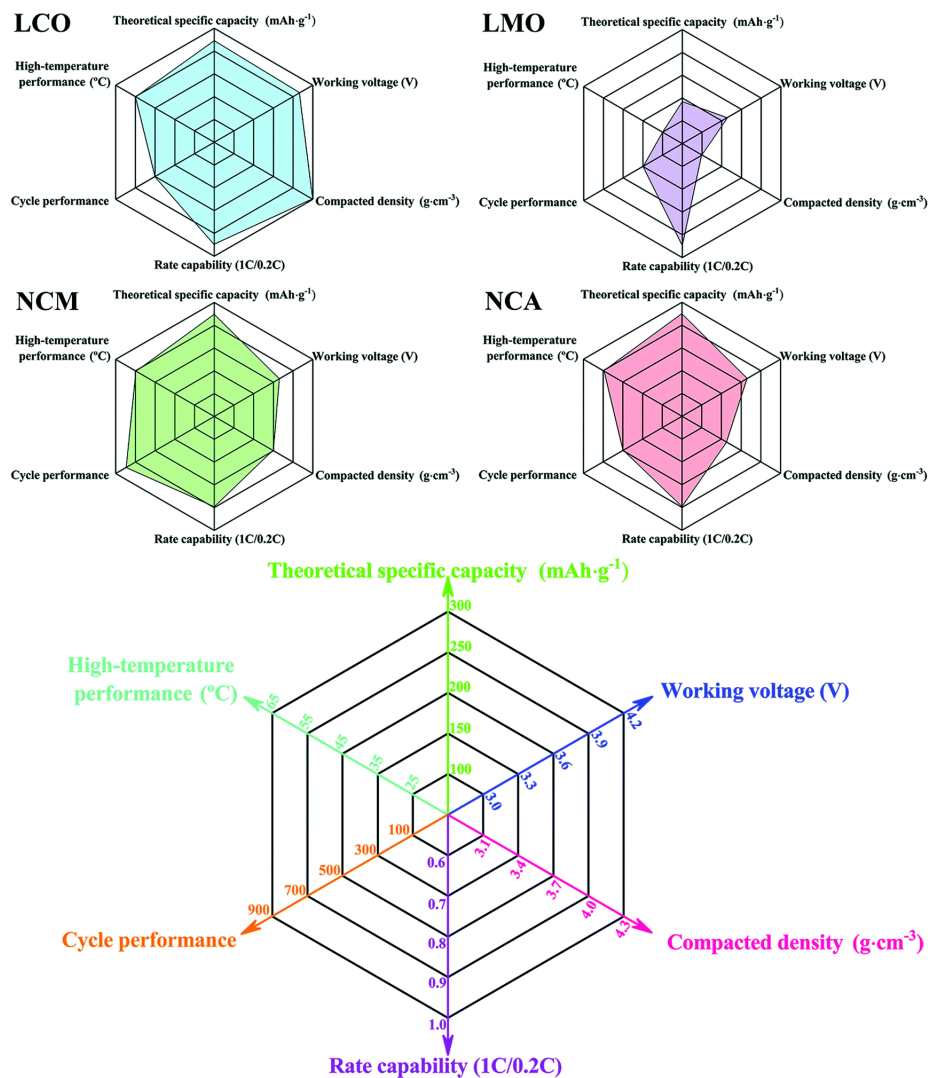 LCO
Theoretical specific capacity (mAh·g⁻¹)
High-temperature
performance (ºC)
Working voltage (V)
Cycle performance
Compacted density (g·cm⁻³)
Rate capability (1C/0.2C)
LMO
Theoretical specific capacity (mAh·g⁻¹)
High-temperature
performance (ºC)
Working voltage (V)
Cycle performance
Compacted density (g·cm⁻³)
Rate capability (1C/0.2C)
NCM
Theoretical specific capacity (mAh·g⁻¹)
High-temperature
performance (ºC)
Working voltage (V)
Cycle performance
Compacted density (g·cm⁻³)
Rate capability (1C/0.2C)
NCA
Theoretical specific capacity (mAh·g⁻¹)
High-temperature
performance (ºC)
Working voltage (V)
Cycle performance
Compacted density (g·cm⁻³)
Rate capability (1C/0.2C)
Theoretical specific capacity (mAh·g⁻¹)
300
250
200
150
100
High-temperature
performance (ºC)
65
55
45
35
25
Working voltage (V)
4.2
3.9
3.6
3.3
3.0
100
300
500
700
900
Cycle performance
3.1
3.4
3.7
4.0
4.3
Compacted density (g·cm⁻³)
0.6
0.7
0.8
0.9
1.0
Rate capability (1C/0.2C)